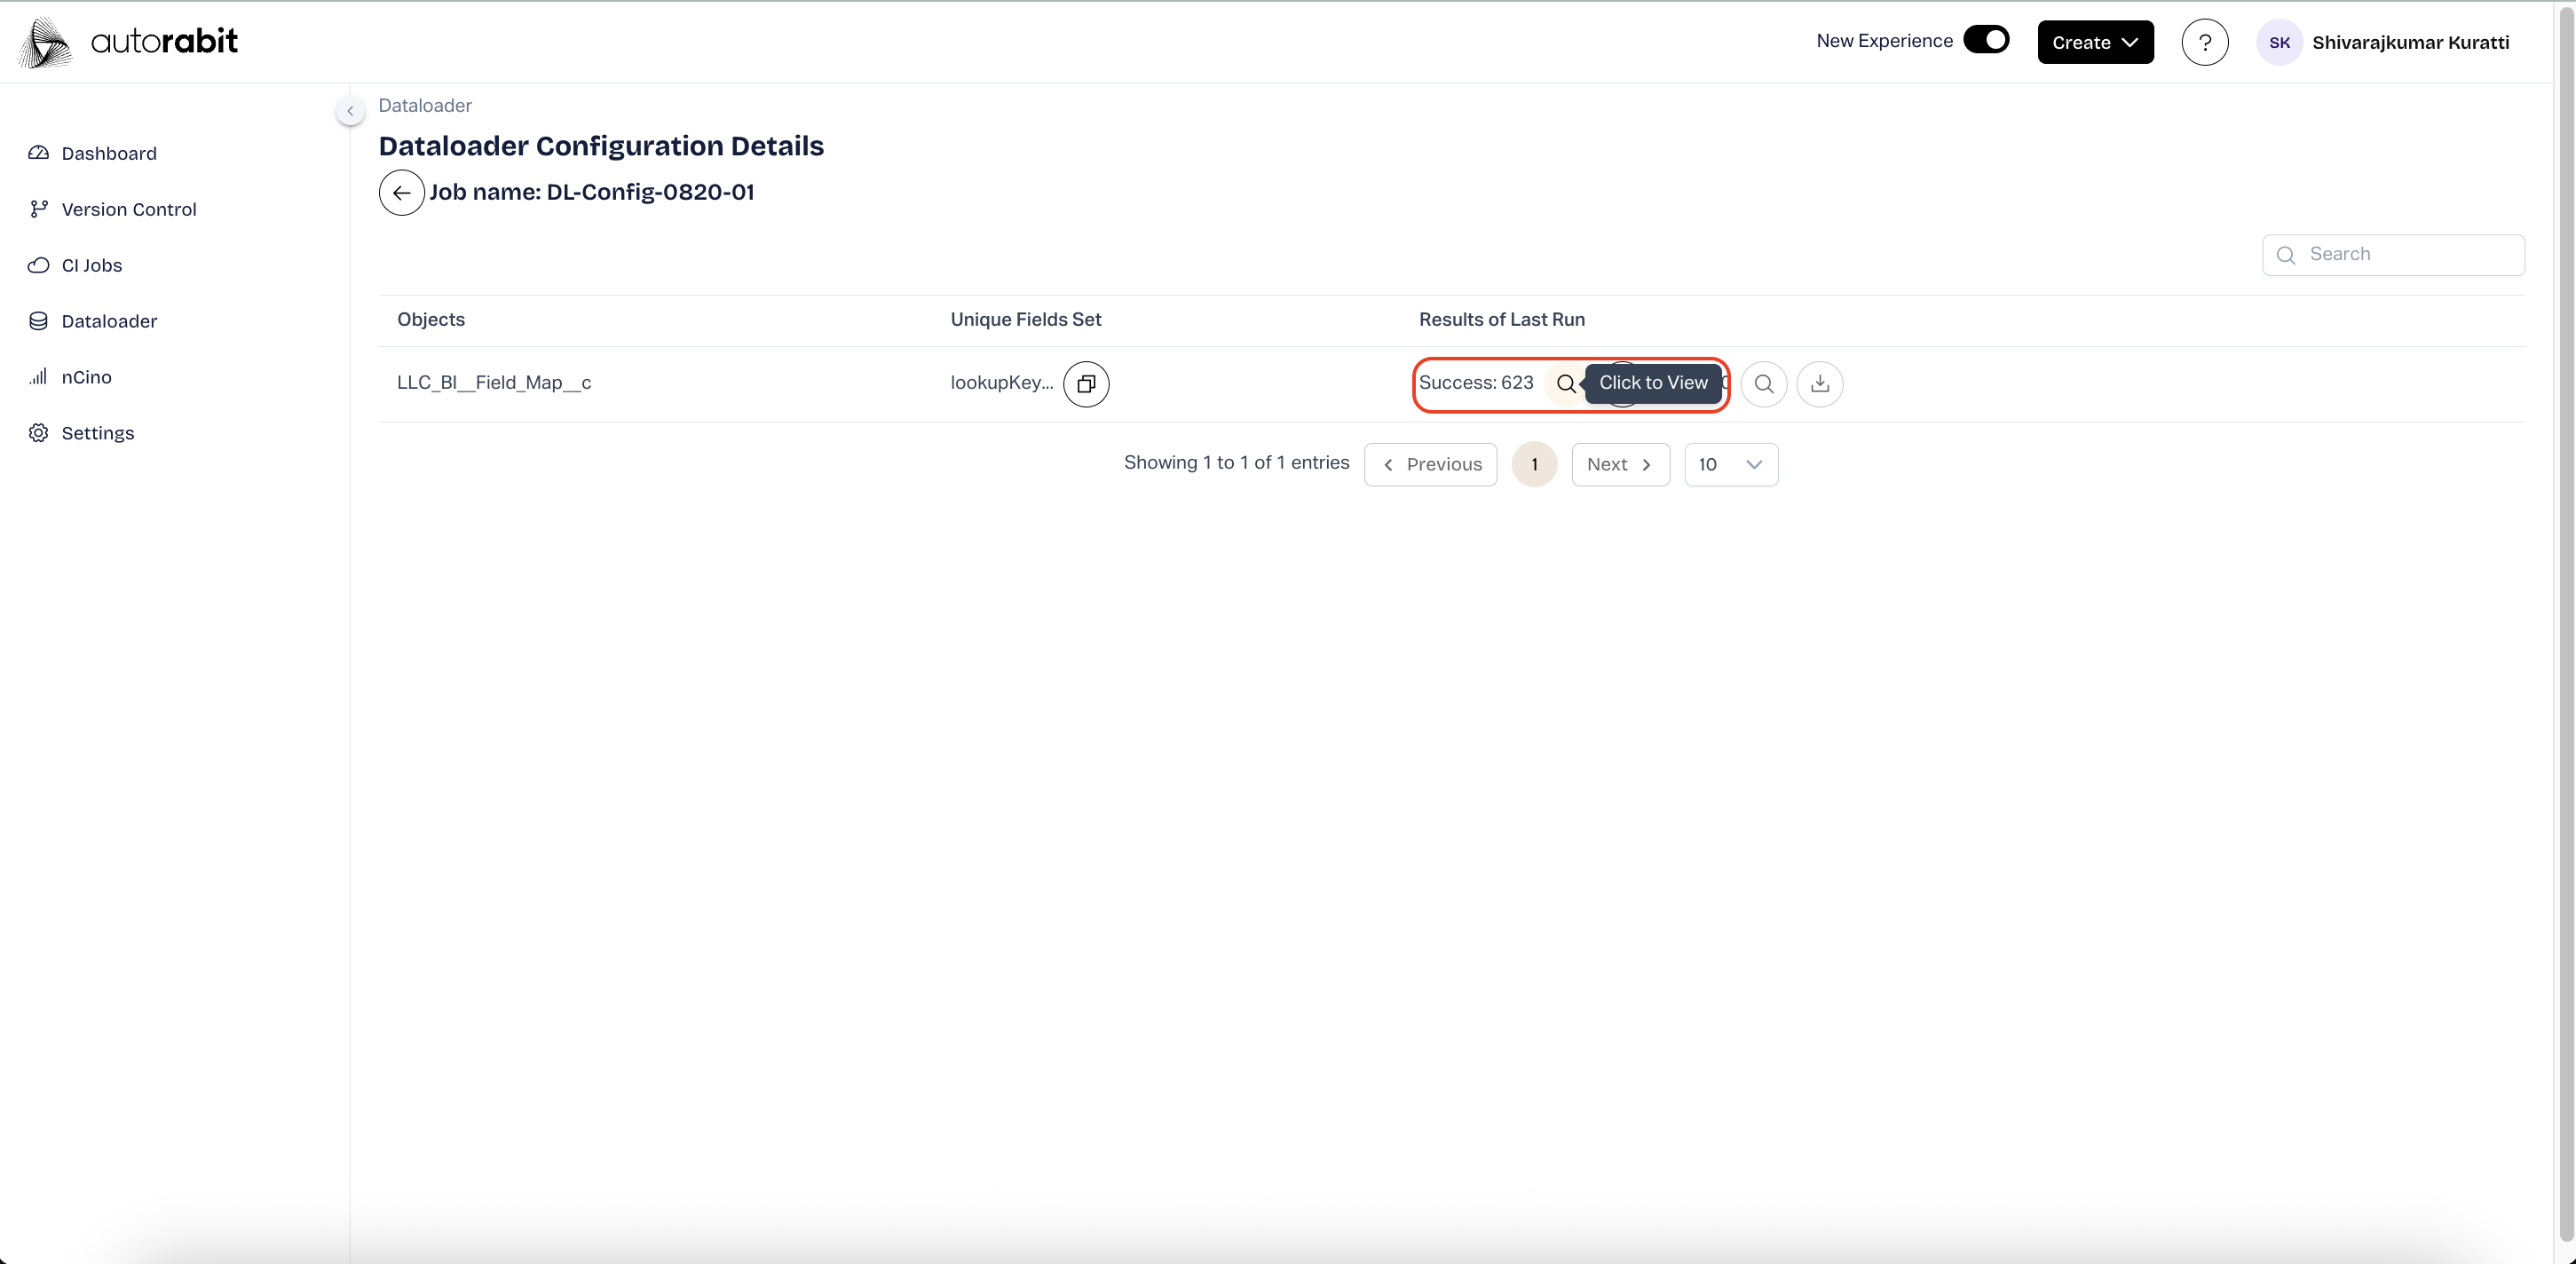 autorabit
New Experience
Create
?
SK
Shivarajkumar Kuratti
Dashboard
Version Control
CI Jobs
Dataloader
nCino
Settings
Dataloader
Dataloader Configuration Details
Job name: DL-Config-0820-01
Search
Objects
Unique Fields Set
Results of Last Run
LLC_BI__Field_Map__c
lookupKey...
Success: 623
Click to View
Showing 1 to 1 of 1 entries
Previous
1
Next
10